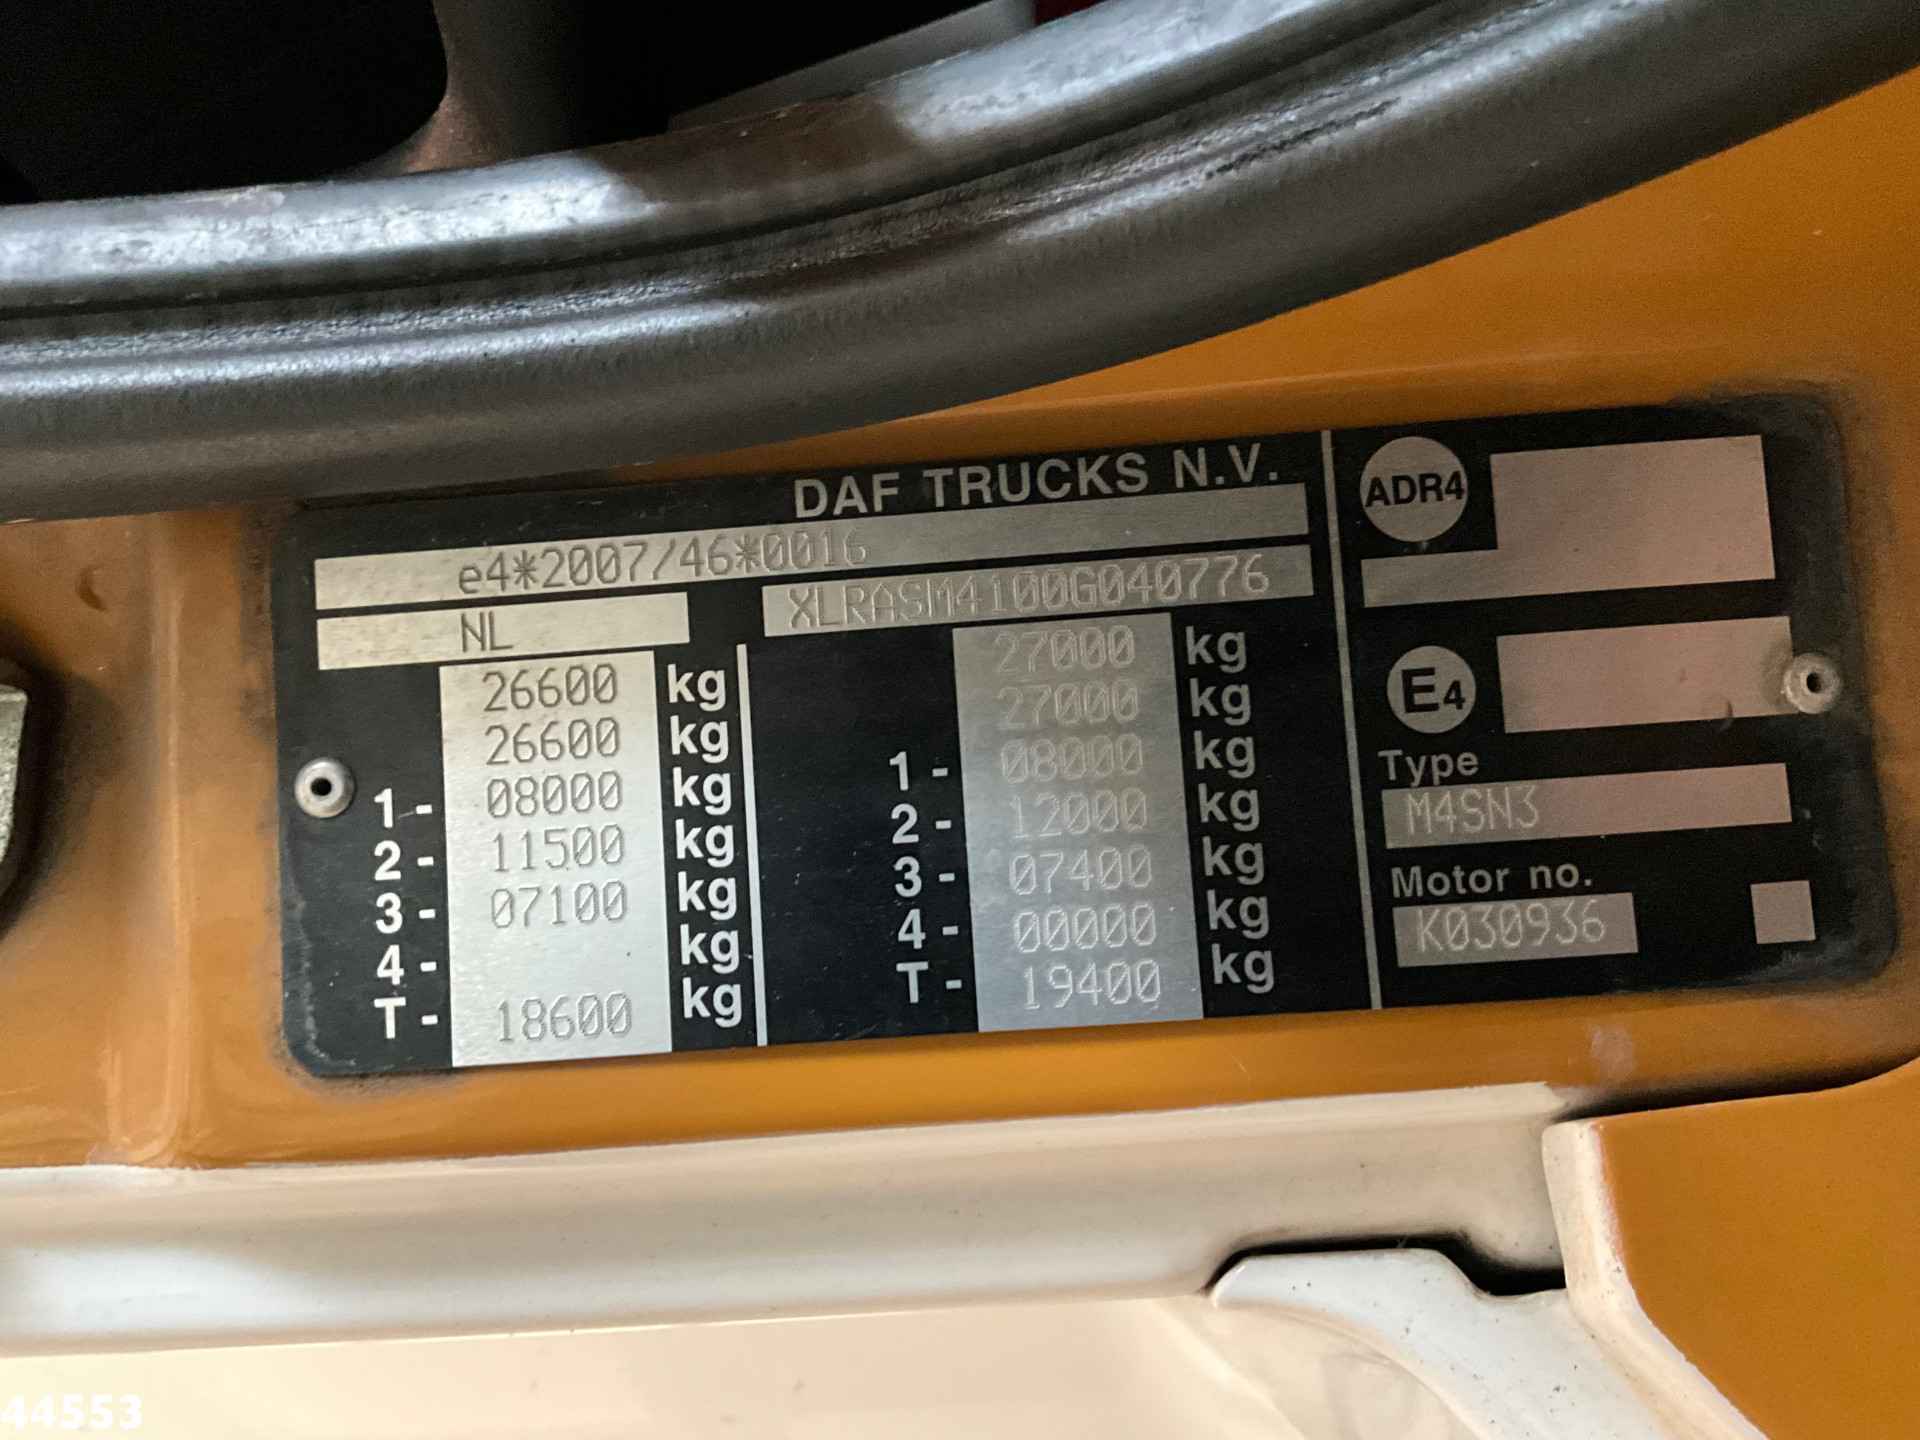 DAF TRUCKS N.V.
e4*2007/46*0016
NL
XLRASM4100G040776
26600 kg
26600 kg
1- 08000 kg
2- 11500 kg
3- 07100 kg
4- kg
T- 18600 kg
27000 kg
27000 kg
1- 08000 kg
2- 12000 kg
3- 07400 kg
4- 00000 kg
T- 19400 kg
ADR4
E4
Type
M4SN3
Motor no.
K030936
44553